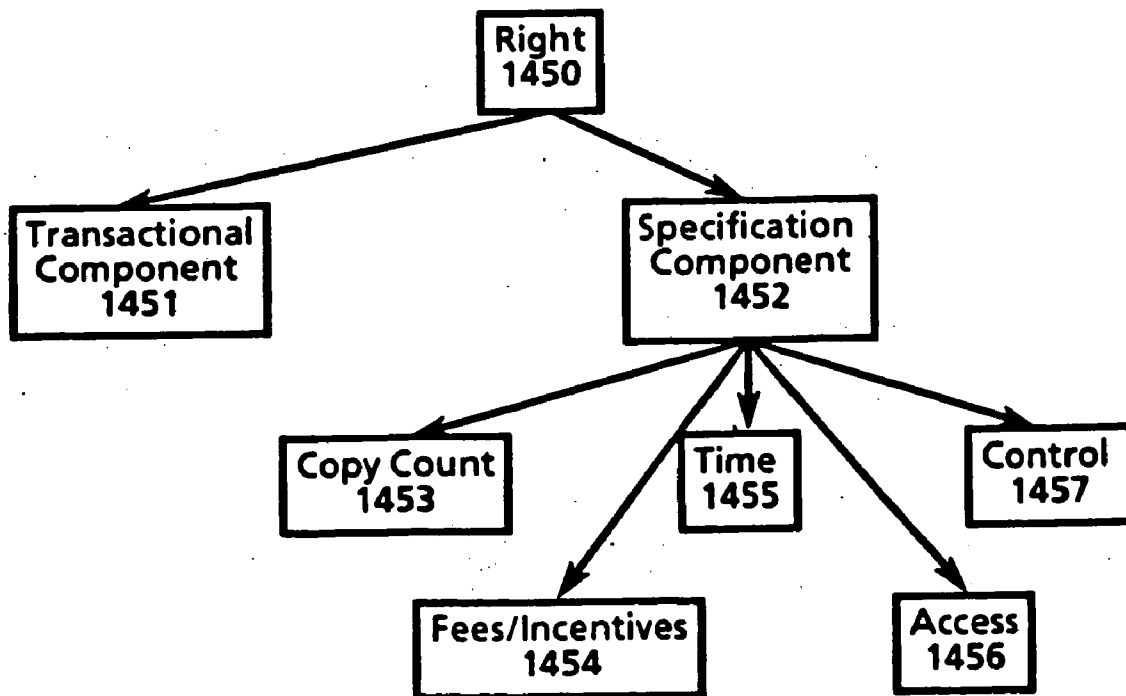 Right
1450
Transactional
Component
1451
Specification
Component
1452
Copy Count
1453
Time
1455
Control
1457
Fees/Incentives
1454
Access
1456